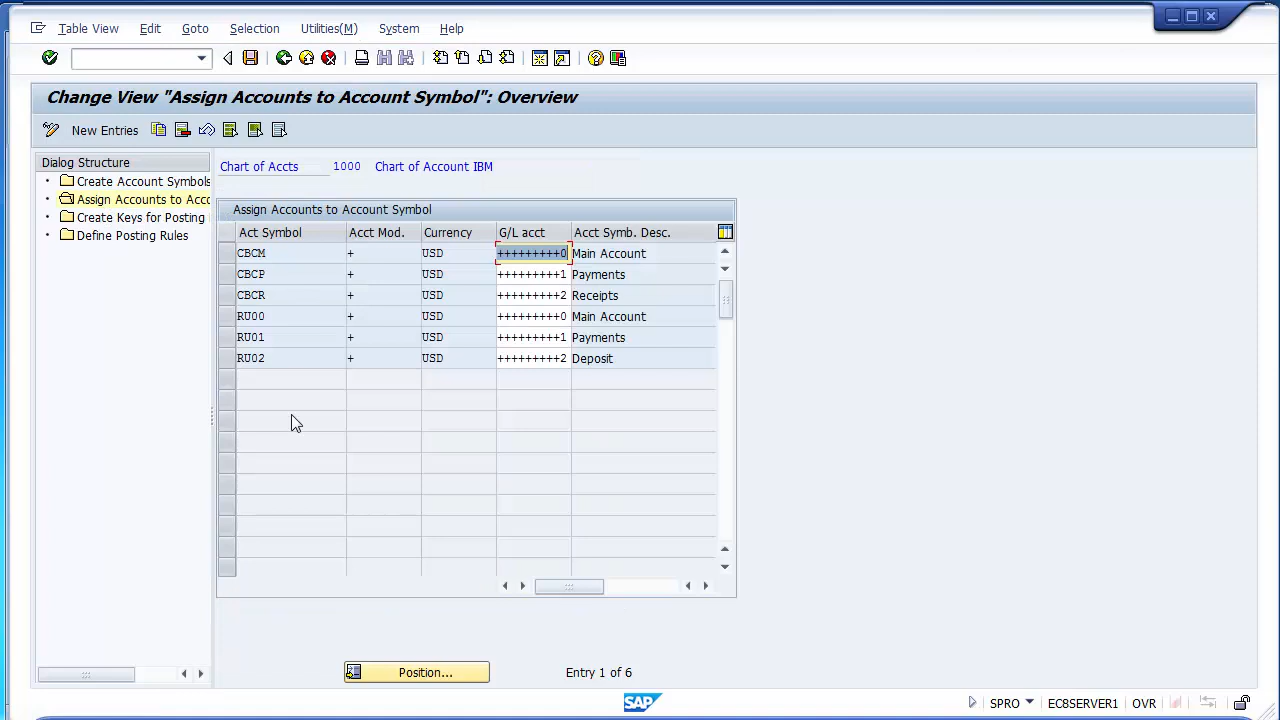 Table View Edit Goto Selection Utilities(M) System Help
Change View "Assign Accounts to Account Symbol": Overview
New Entries
Dialog Structure
Create Account Symbols
Assign Accounts to Acco
Create Keys for Posting
Define Posting Rules
Chart of Accts 1000 Chart of Account IBM
Assign Accounts to Account Symbol
Act Symbol Acct Mod. Currency G/L acct Acct Symb. Desc.
CBCM + USD +++++++++0 Main Account
CBCP + USD +++++++++1 Payments
CBCR + USD +++++++++2 Receipts
RU00 + USD +++++++++0 Main Account
RU01 + USD +++++++++1 Payments
RU02 + USD +++++++++2 Deposit
Position... Entry 1 of 6
SAP SPRO EC8SERVER1 OVR